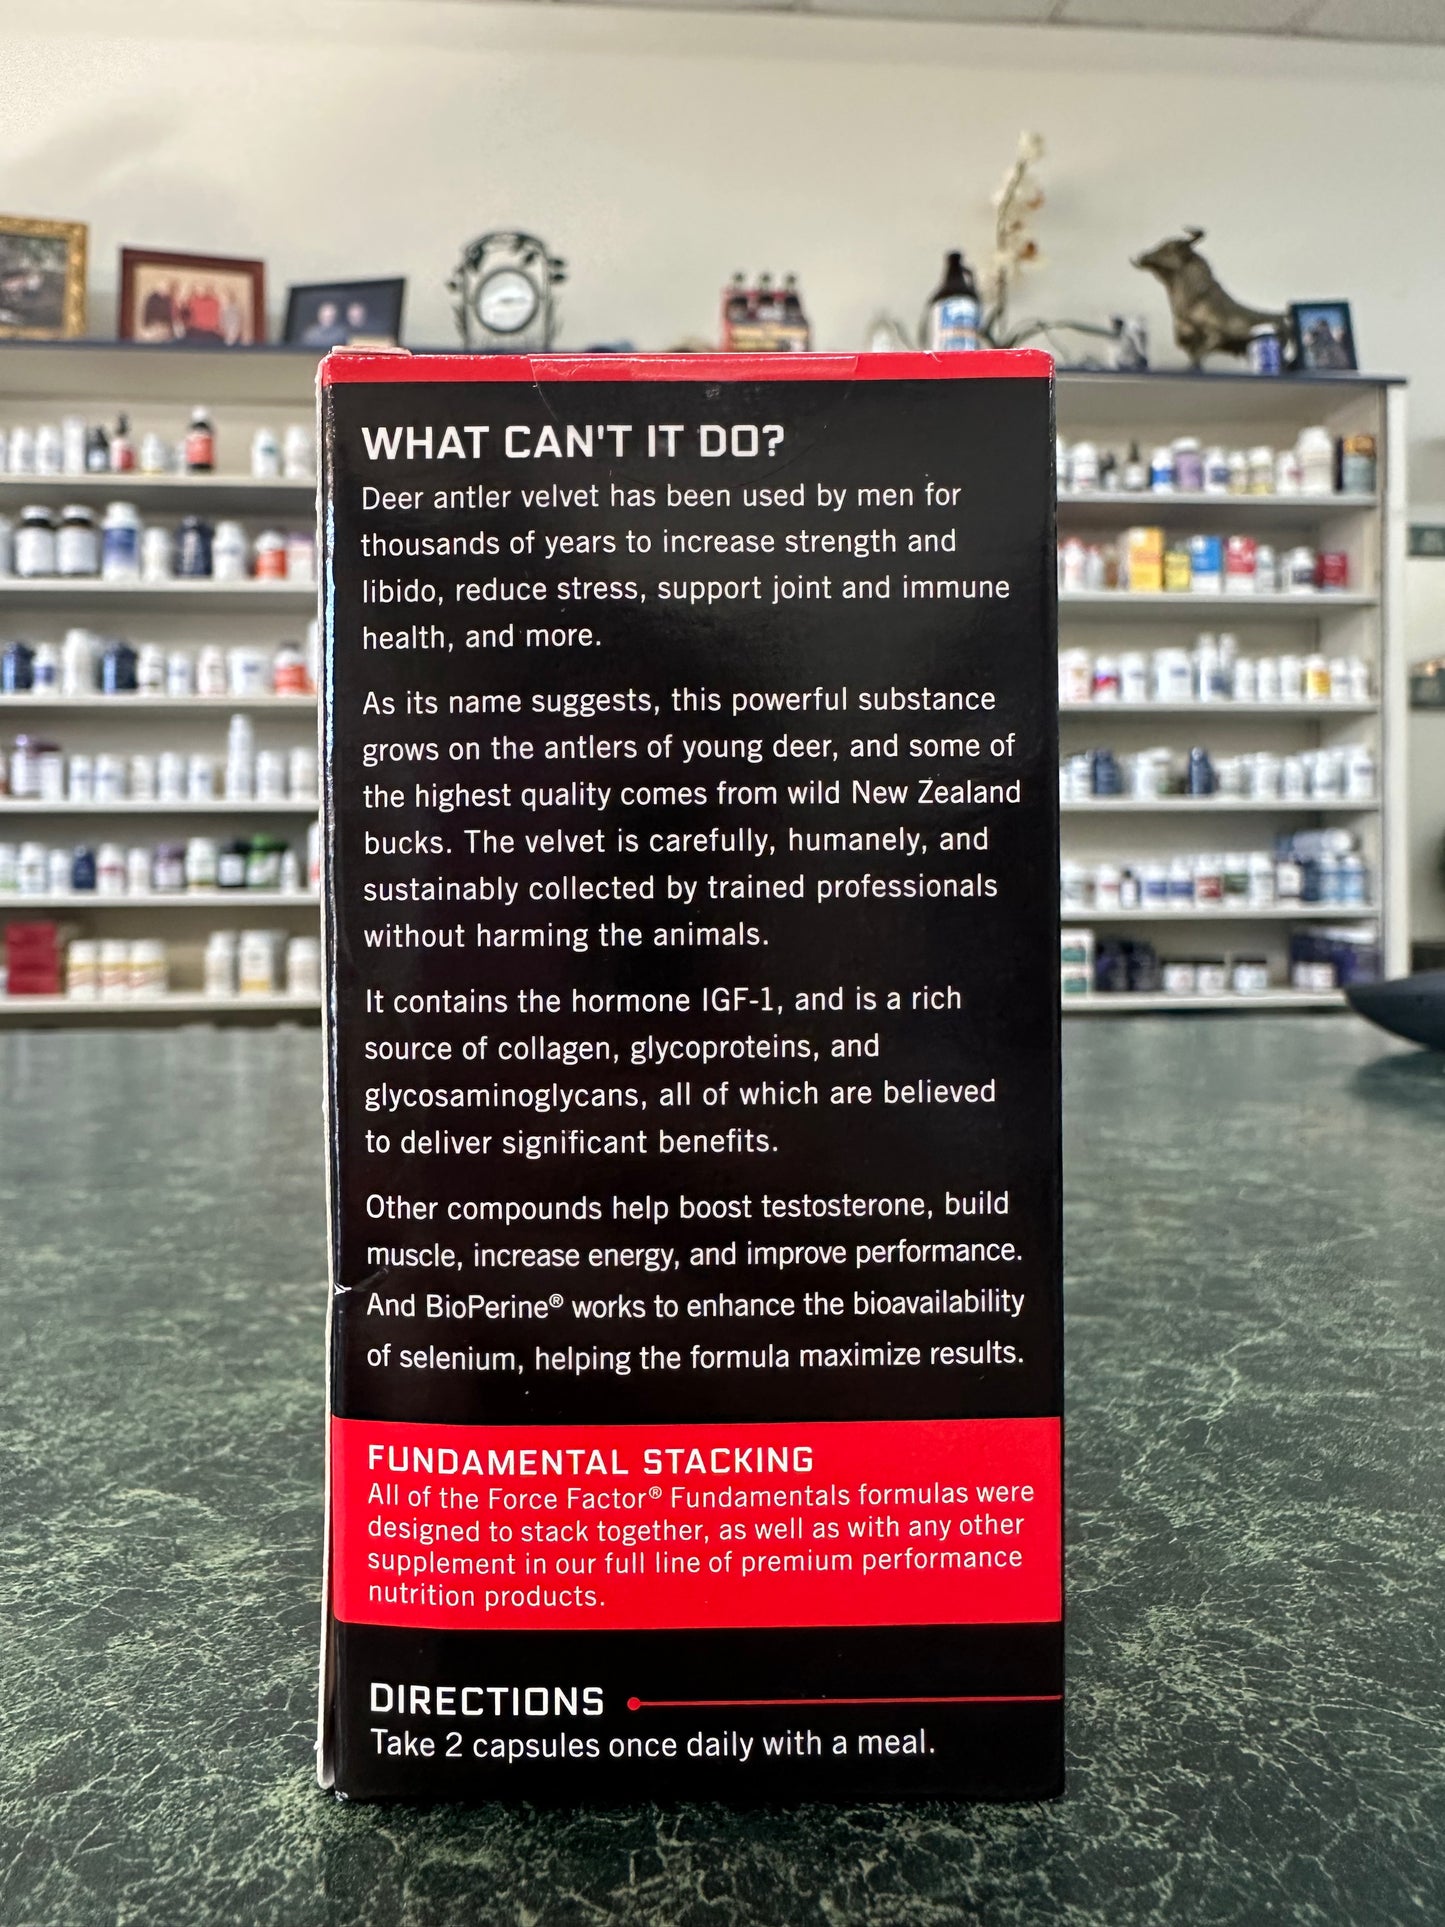 WHAT CAN'T IT DO?
Deer antler velvet has been used by men for
thousands of years to increase strength and
libido, reduce stress, support joint and immune
health, and more.
As its name suggests, this powerful substance
grows on the antlers of young deer, and some of
the highest quality comes from wild New Zealand
bucks. The velvet is carefully, humanely, and
sustainably collected by trained professionals
without harming the animals.
It contains the hormone IGF-1, and is a rich
source of collagen, glycoproteins, and
glycosaminoglycans, all of which are believed
to deliver significant benefits.
Other compounds help boost testosterone, build
muscle, increase energy, and improve performance.
And BioPerine® works to enhance the bioavailability
of selenium, helping the formula maximize results.
FUNDAMENTAL STACKING
All of the Force Factor® Fundamentals formulas were
designed to stack together, as well as with any other
supplement in our full line of premium performance
nutrition products.
DIRECTIONS
Take 2 capsules once daily with a meal.